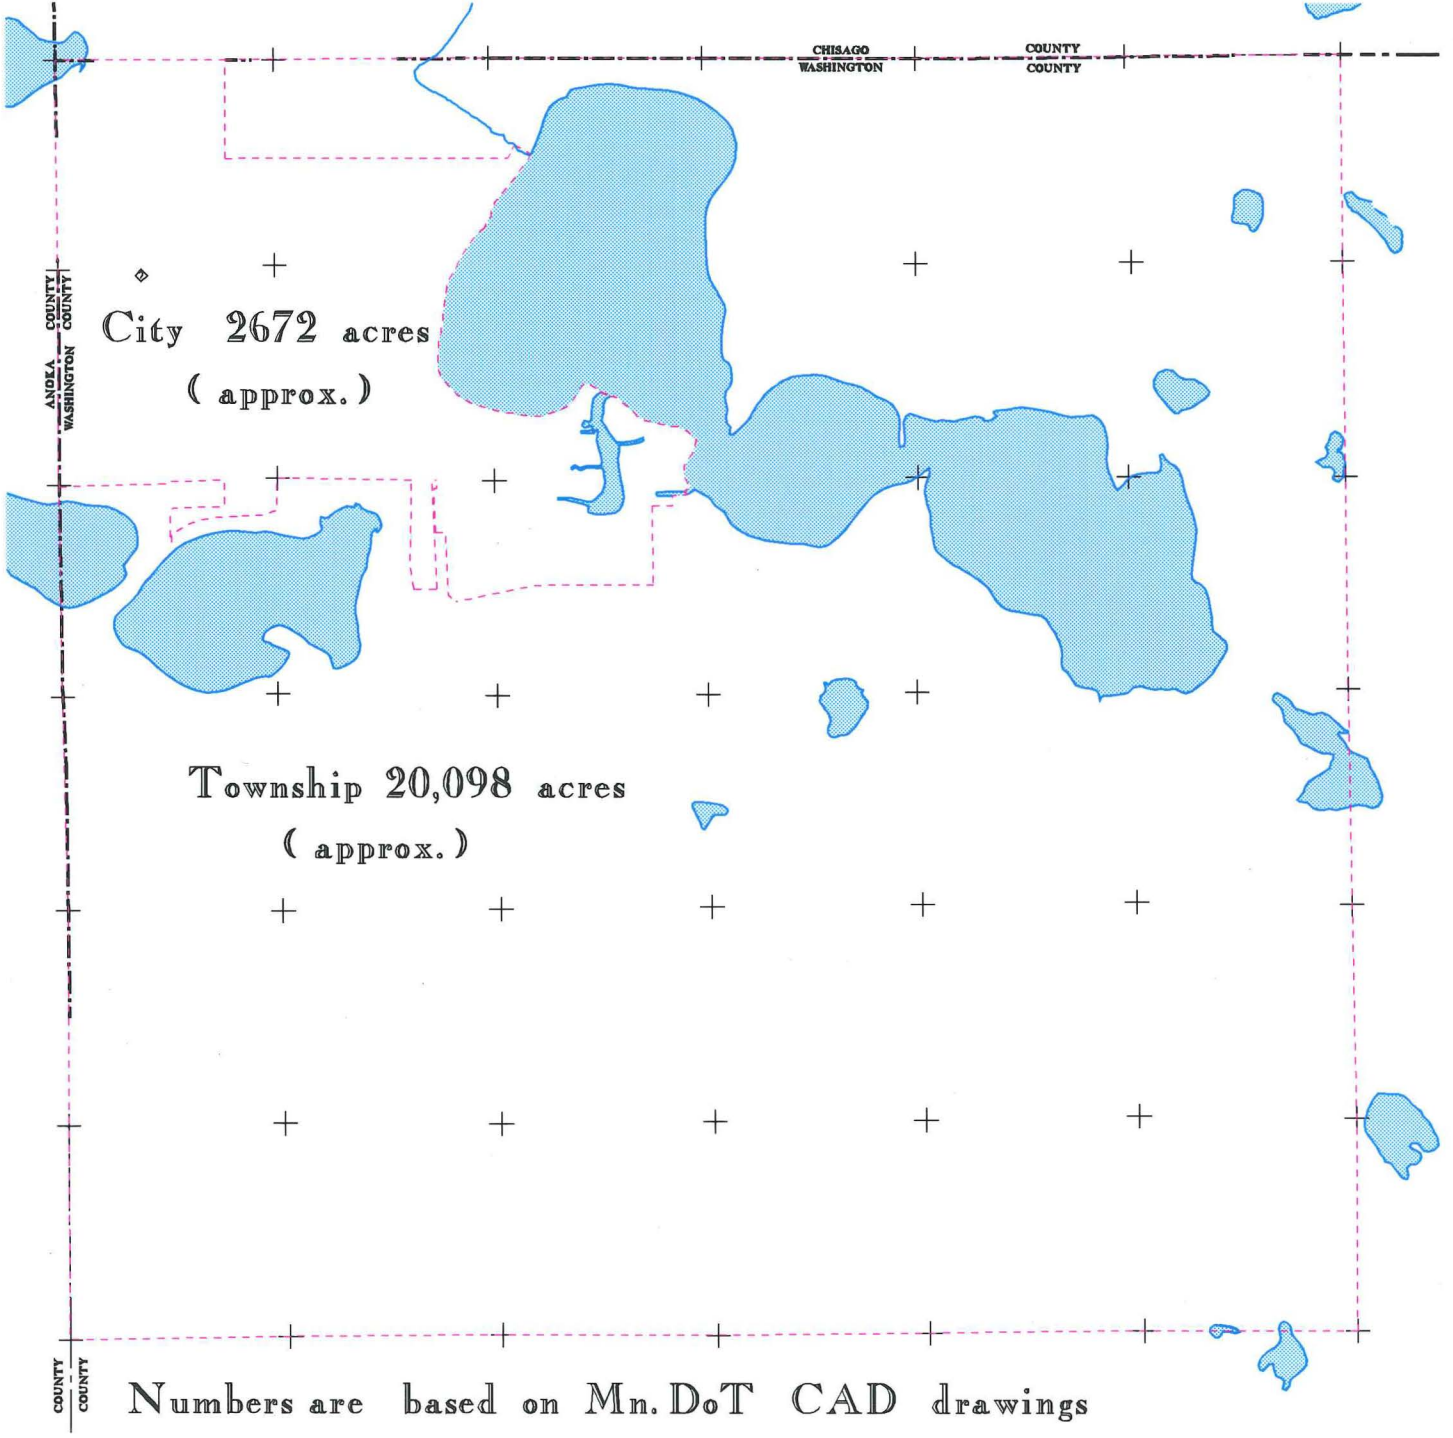 CHISAGO COUNTY
WASHINGTON COUNTY
ANOKA COUNTY
WASHINGTON COUNTY
City 2672 acres
( approx. )
Township 20,098 acres
( approx. )
COUNTY
COUNTY
Numbers are based on Mn. DoT CAD drawings